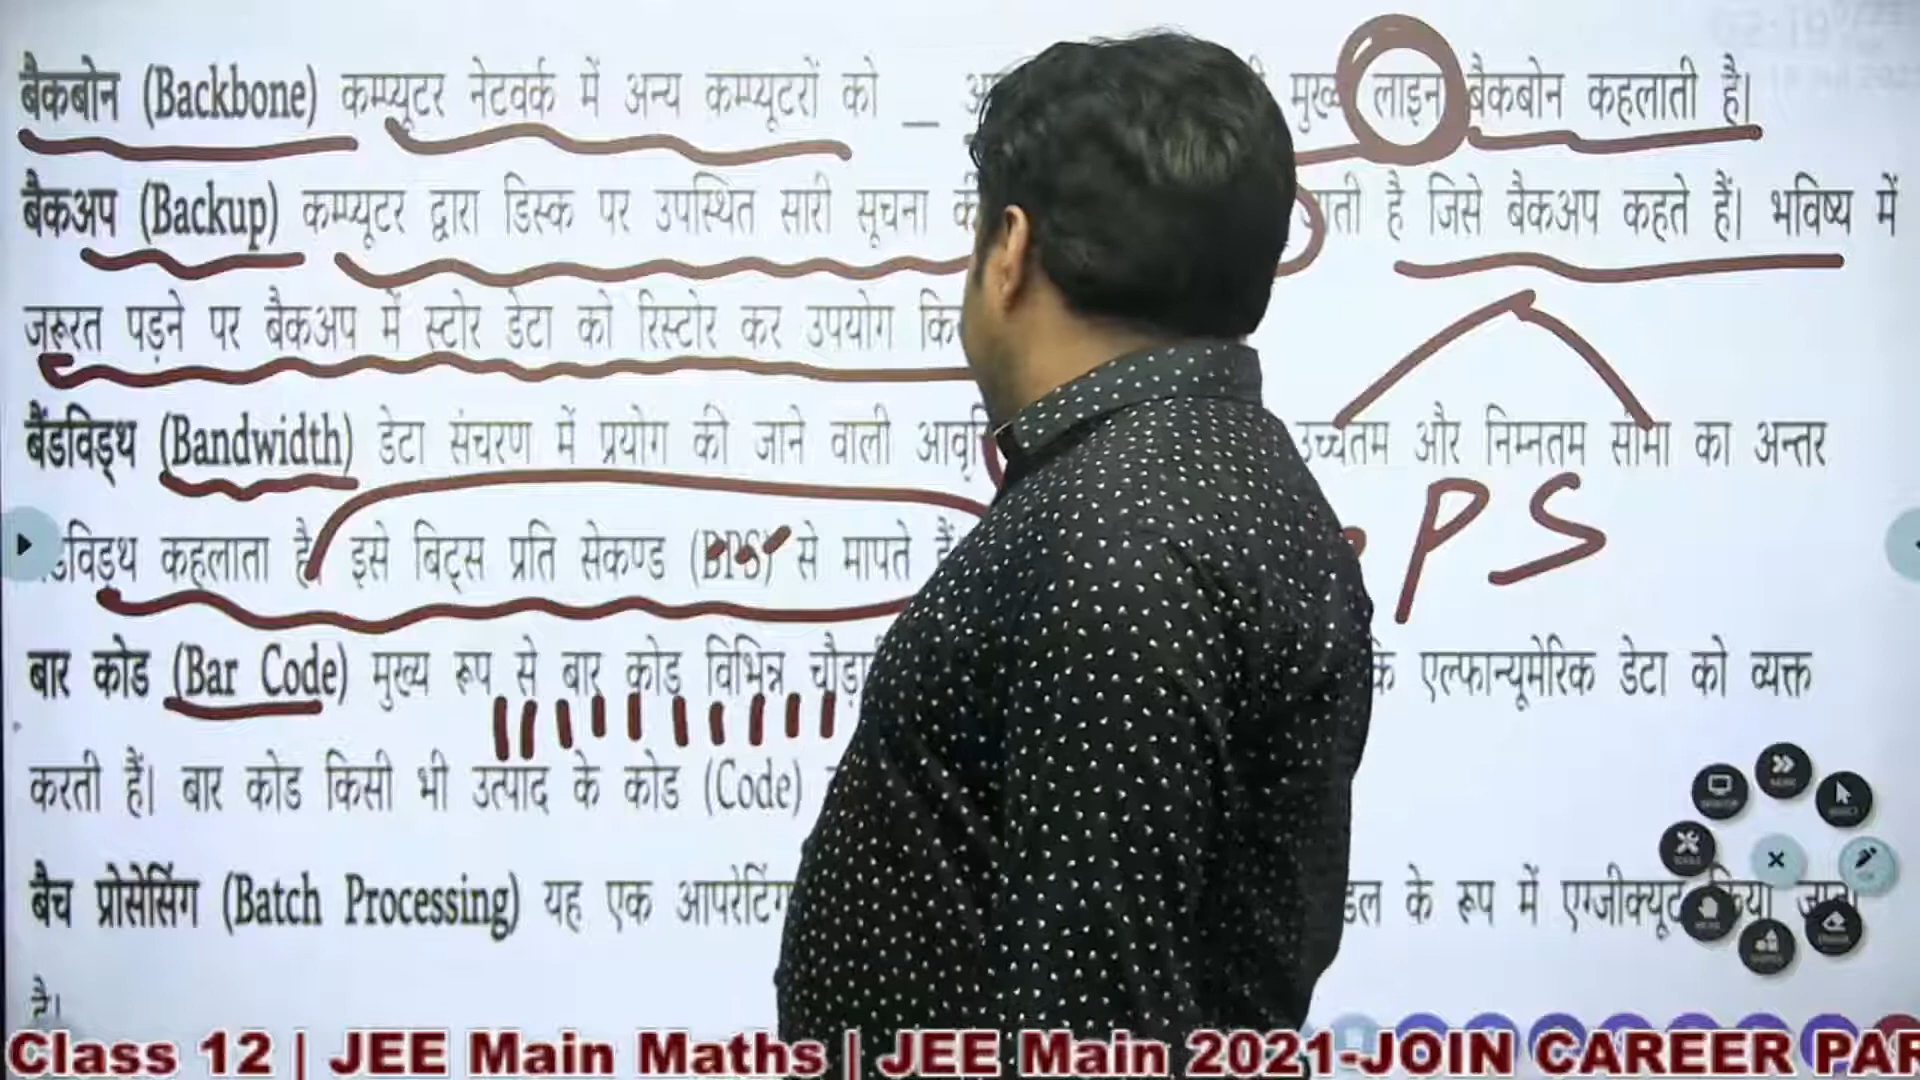 बैकबोन (Backbone) कम्प्यूटर नेटवर्क में अन्य कम्प्यूटरों को _ मुख्य लाइन बैकबोन कहलाती है।
बैकअप (Backup) कम्प्यूटर द्वारा डिस्क पर उपस्थित सारी सूचना है जिसे बैकअप कहते हैं। भविष्य में
जरूरत पड़ने पर बैकअप में स्टोर डेटा को रिस्टोर कर उपयोग
बैंडविड्थ (Bandwidth) डेटा संचरण में प्रयोग की जाने वाली उच्चतम और निम्नतम सीमा का अन्तर
कहलाता है। इसे बिट्स प्रति सेकण्ड (BPS) से मापते हैं
PS
बार कोड (Bar Code) मुख्य रूप से बार कोड विभिन्न एल्फान्यूमेरिक डेटा को व्यक्त
करती हैं। बार कोड किसी भी उत्पाद के कोड (Code)
बैच प्रोसेसिंग (Batch Processing) यह एक के रूप में एग्जीक्यूट किया जाता
है।
Class 12 | JEE Main Maths | JEE Main 2021-JOIN CAREER